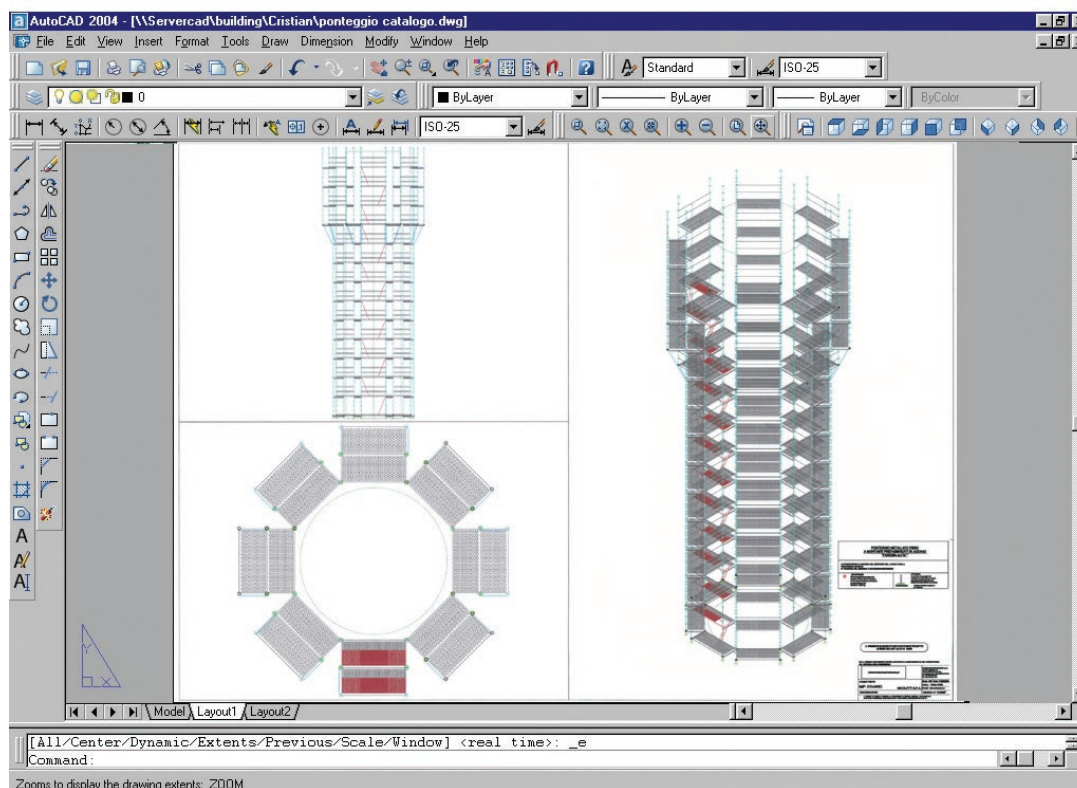 AutoCAD 2004 - [\\Servercad\building\Cristian\ponteggio catalogo.dwg]
File Edit View Insert Format Tools Draw Dimension Modify Window Help
Standard ISO-25
0 ByLayer ByLayer ByLayer ByColor
ISO-25
A
Y
X
Model Layout1 Layout2
[All/Center/Dynamic/Extents/Previous/Scale/Window] <real time>: _e
Command:
Zooms to display the drawing extents: ZOOM